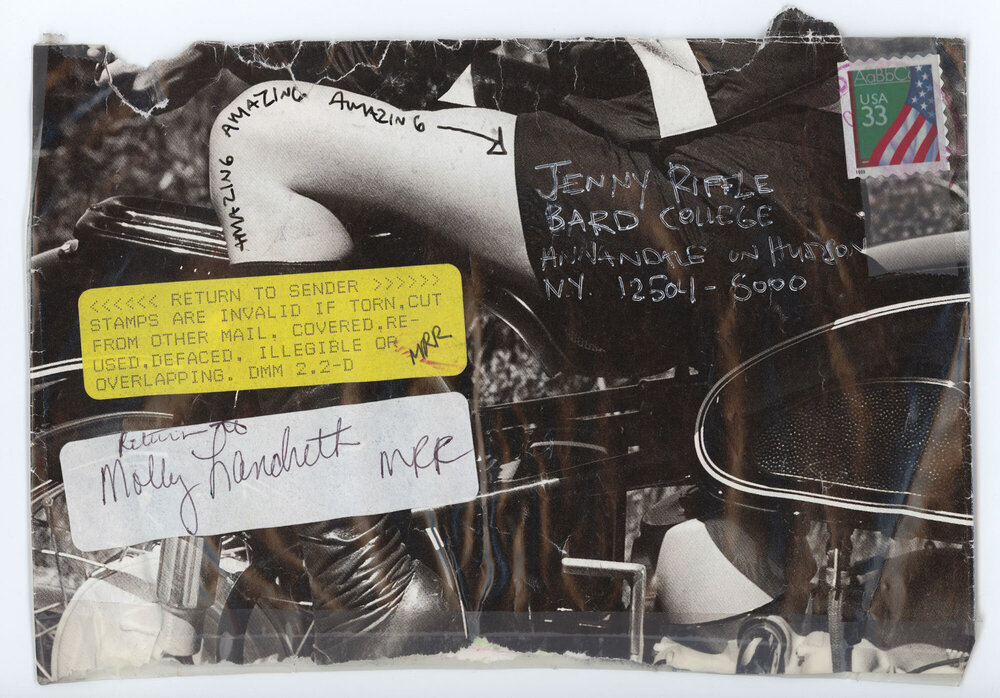 AMAZING AMAZING AMAZING
AaBbCc
USA
33
1999
JENNY RIFFLE
BARD COLLEGE
ANNANDALE ON HUDSON
N.Y. 12504 - 5000
<<<<<< RETURN TO SENDER >>>>>>
STAMPS ARE INVALID IF TORN,CUT
FROM OTHER MAIL, COVERED,RE-
USED,DEFACED, ILLEGIBLE OR
OVERLAPPING. DMM 2.2-D
MRR
Return to
Molly Landreth MRR